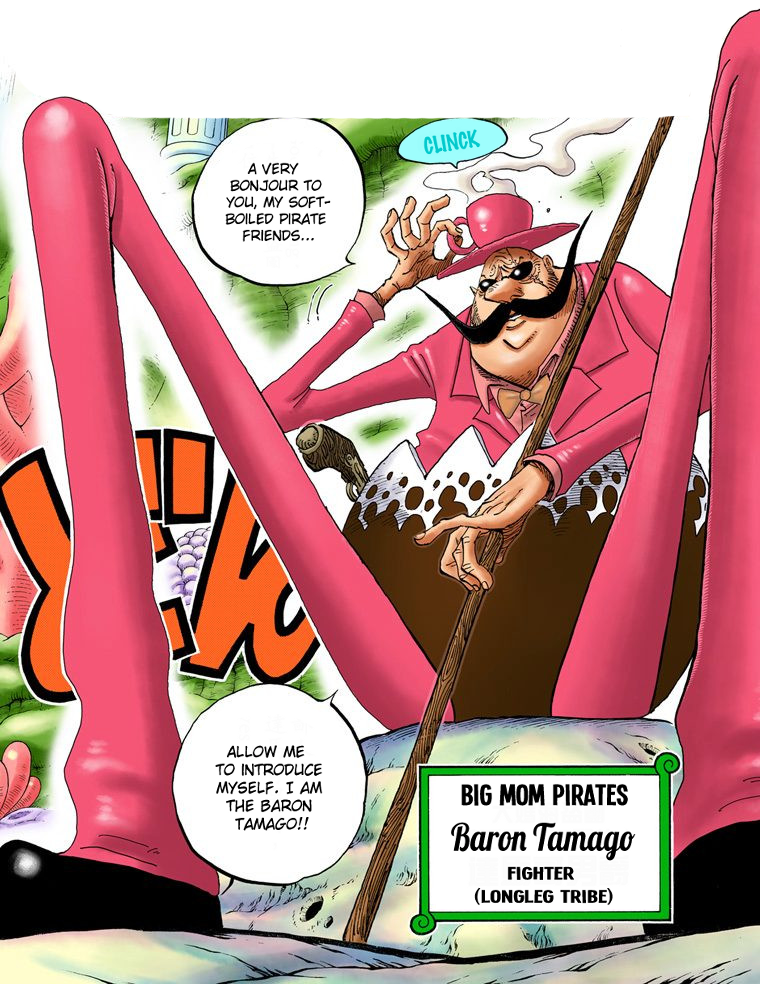 CLINCK
A VERY
BONJOUR TO
YOU, MY SOFT-
BOILED PIRATE
FRIENDS...
ALLOW ME
TO INTRODUCE
MYSELF. I AM
THE BARON
TAMAGO!!
BIG MOM PIRATES
Baron Tamago
FIGHTER
(LONGLEG TRIBE)